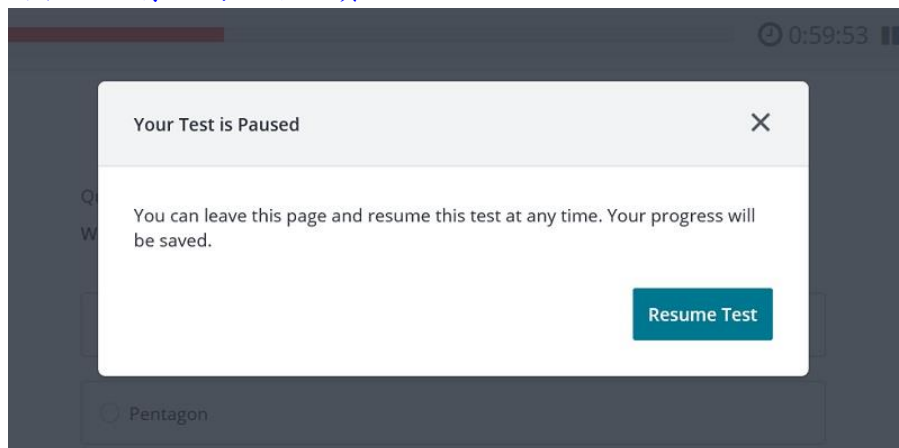 0:59:53
Your Test is Paused
You can leave this page and resume this test at any time. Your progress will
be saved.
Resume Test
Pentagon